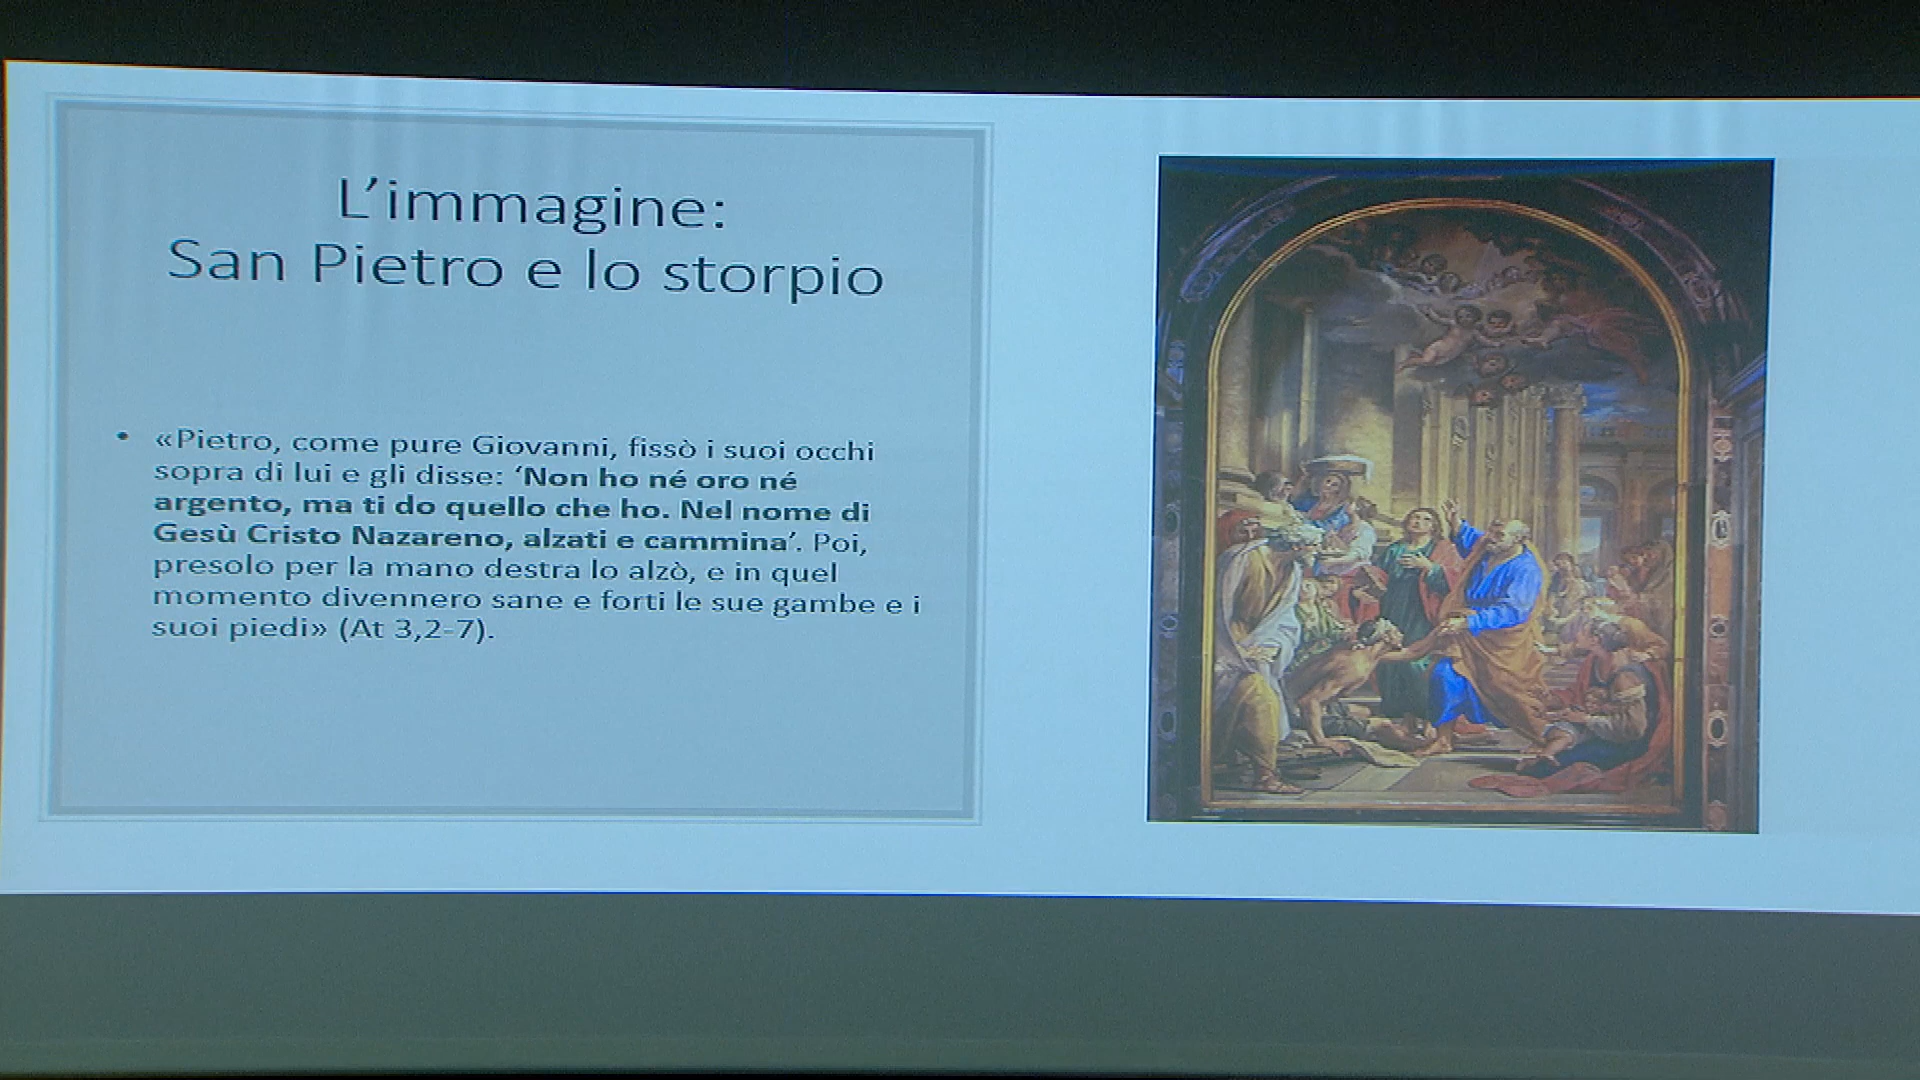 L’immagine:
San Pietro e lo storpio
• «Pietro, come pure Giovanni, fissò i suoi occhi
sopra di lui e gli disse: ‘Non ho né oro né
argento, ma ti do quello che ho. Nel nome di
Gesù Cristo Nazareno, alzati e cammina’. Poi,
presolo per la mano destra lo alzò, e in quel
momento divennero sane e forti le sue gambe e i
suoi piedi» (At 3,2-7).